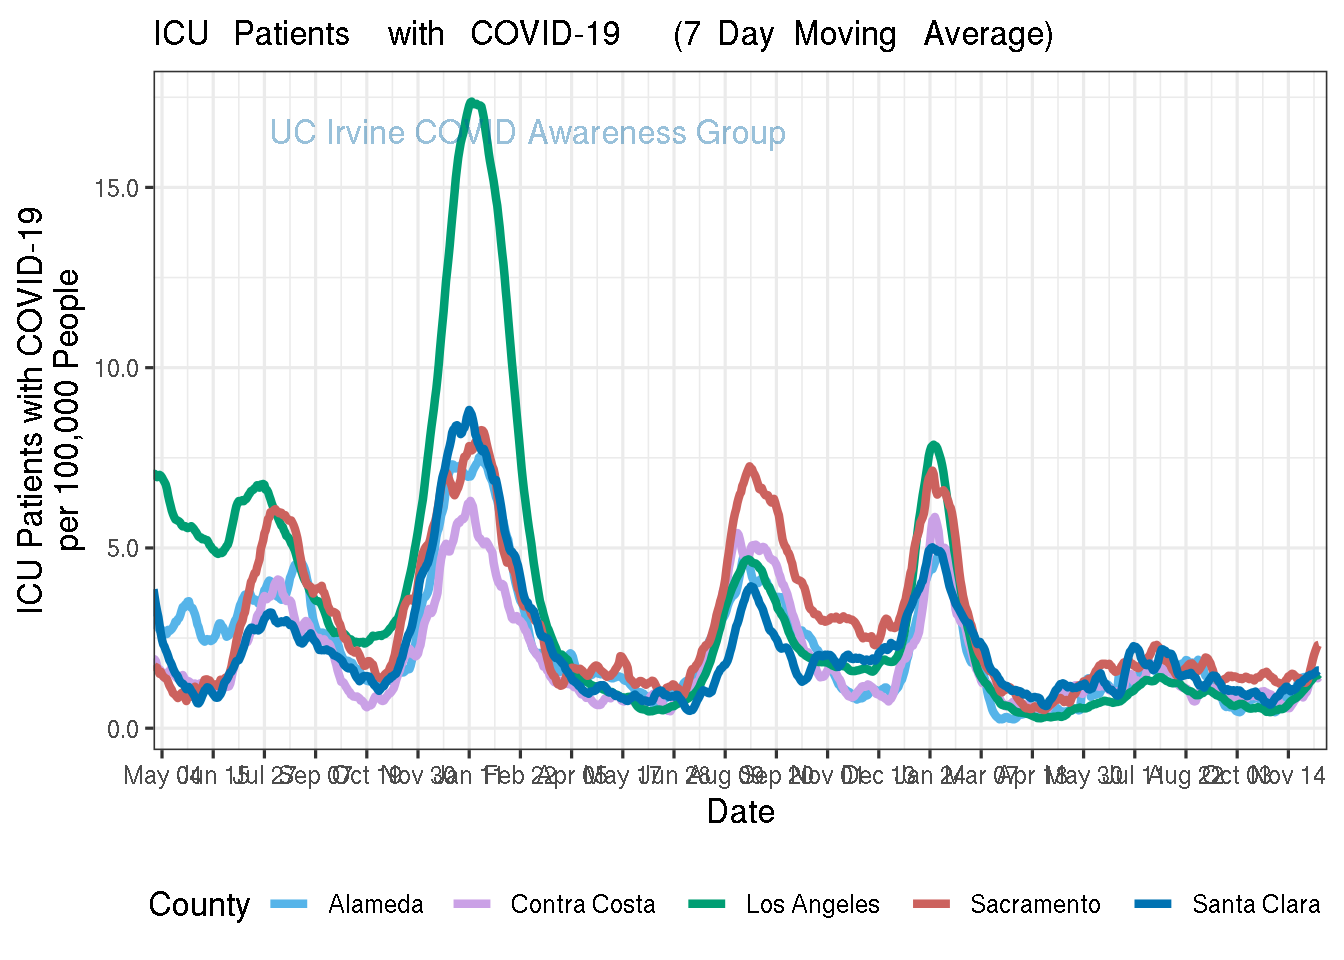 ICU Patients with COVID-19 (7 Day Moving Average)
UC Irvine COVID Awareness Group
ICU Patients with COVID-19
per 100,000 People
15.0
10.0
5.0
0.0
May 04 Jun 15 Jul 27 Sep 07 Oct 19 Nov 30 Jan 11 Feb 22 Apr 05 May 17 Jun 28 Aug 09 Sep 20 Nov 01 Dec 13 Jan 24 Mar 07 Apr 18 May 30 Jul 11 Aug 22 Oct 03 Nov 14
Date
County Alameda Contra Costa Los Angeles Sacramento Santa Clara